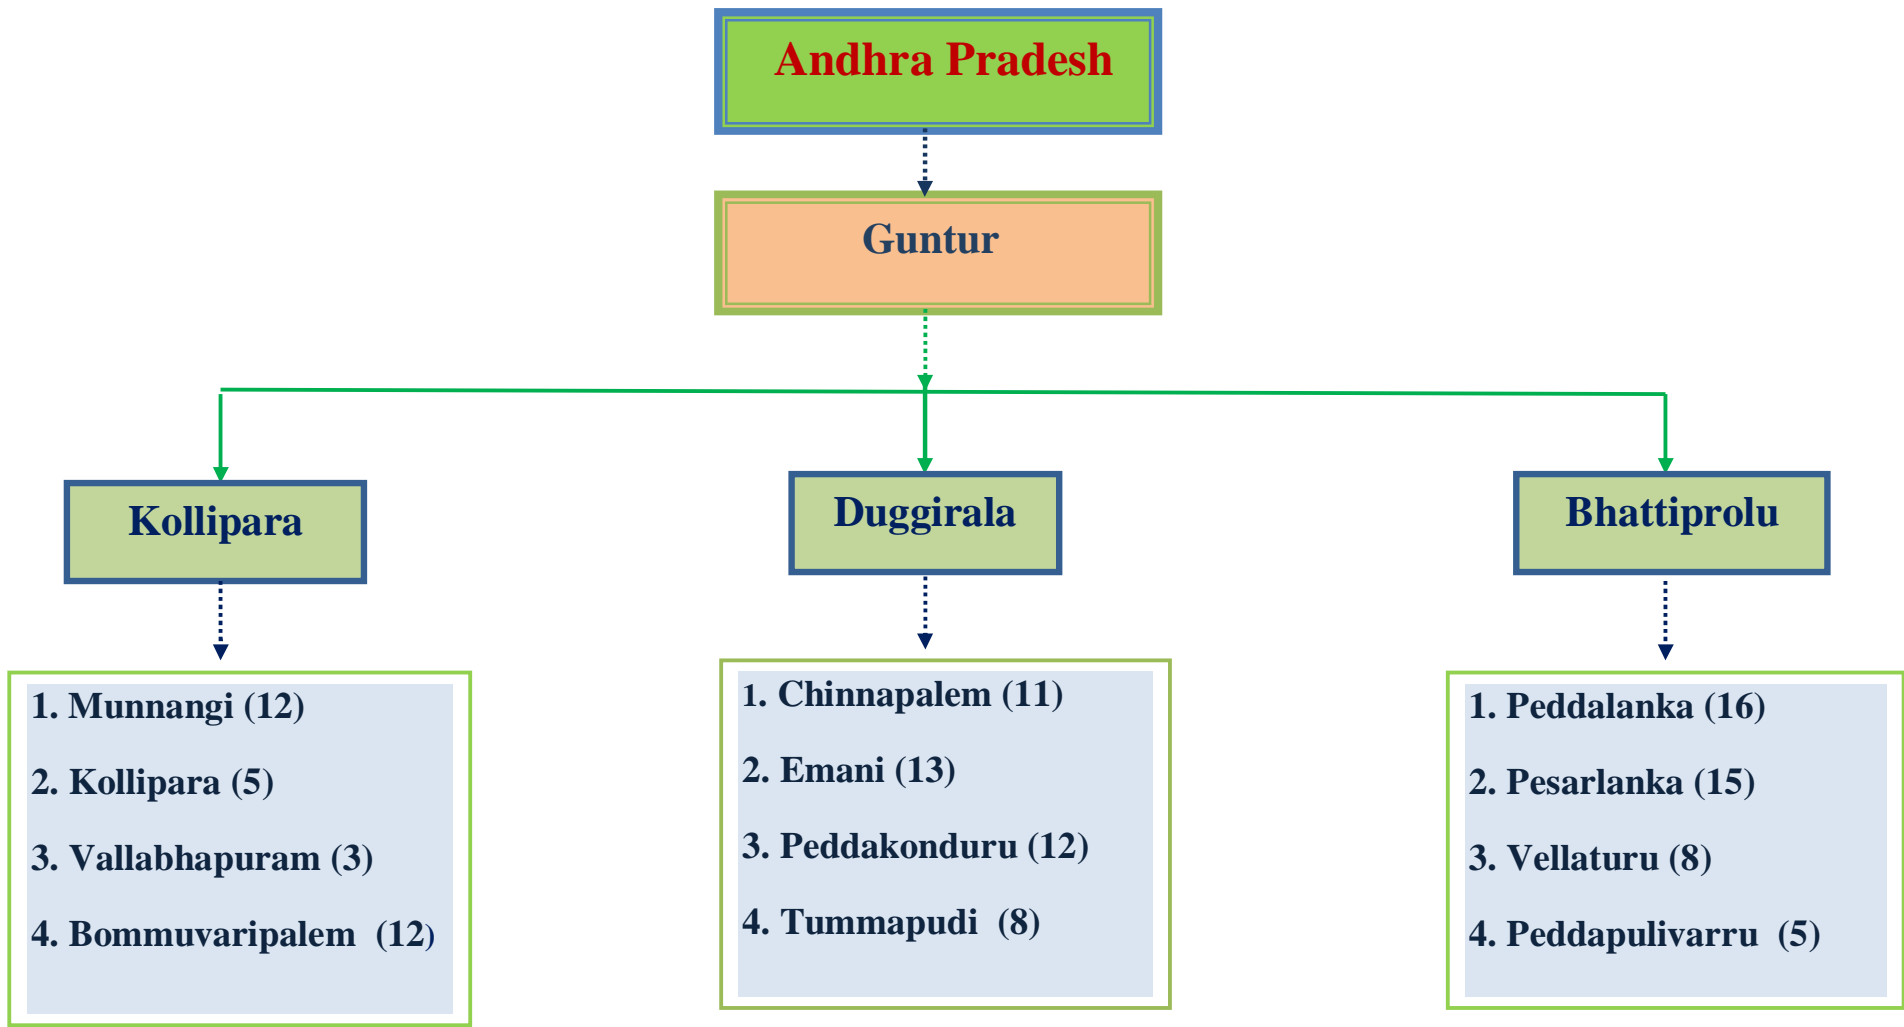 Andhra Pradesh
Guntur
Kollipara
Duggirala
Bhattiprolu
1. Munnangi (12)
2. Kollipara (5)
3. Vallabhapuram (3)
4. Bommuvaripalem (12)
1. Chinnapalem (11)
2. Emani (13)
3. Peddakonduru (12)
4. Tummapudi (8)
1. Peddalanka (16)
2. Pesarlanka (15)
3. Vellaturu (8)
4. Peddapulivarru (5)